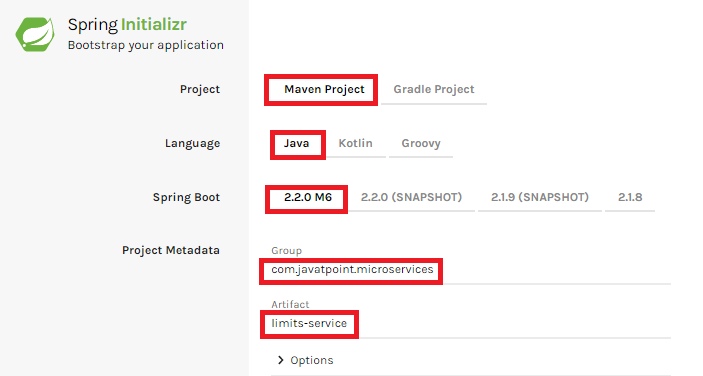 Spring Initializr
Bootstrap your application
Project
Maven Project
Gradle Project
Language
Java
Kotlin
Groovy
Spring Boot
2.2.0 M6
2.2.0 (SNAPSHOT)
2.1.9 (SNAPSHOT)
2.1.8
Project Metadata
Group
com.javatpoint.microservices
Artifact
limits-service
Options